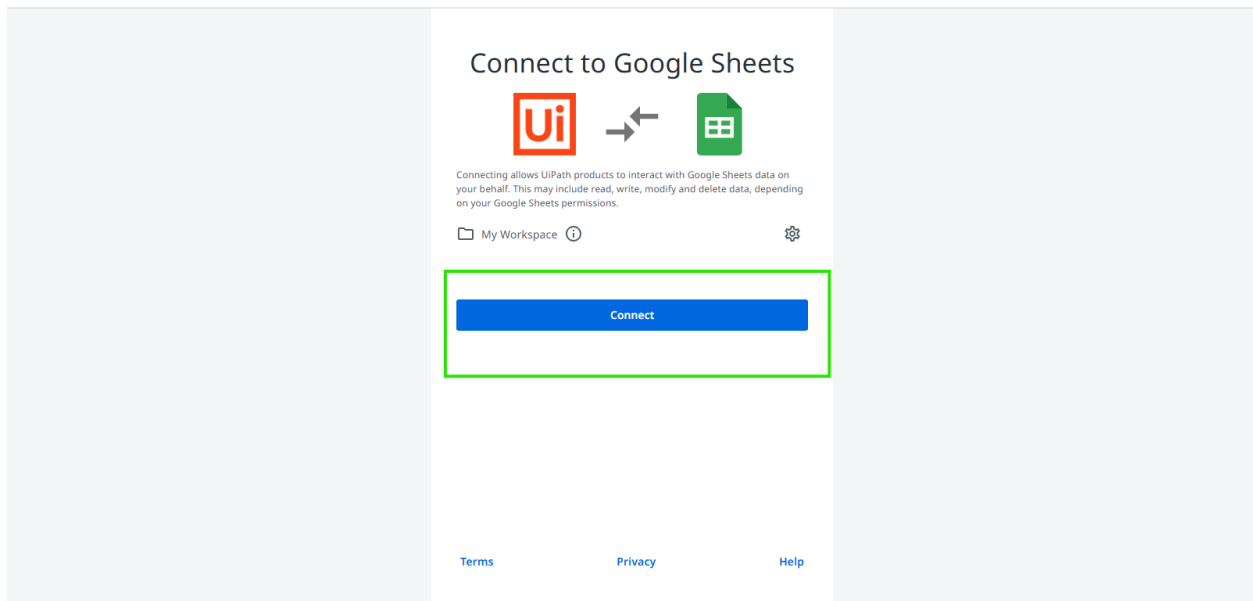 Connect to Google Sheets
Ui
Connecting allows UiPath products to interact with Google Sheets data on
your behalf. This may include read, write, modify and delete data, depending
on your Google Sheets permissions.
My Workspace
Connect
Terms Privacy Help